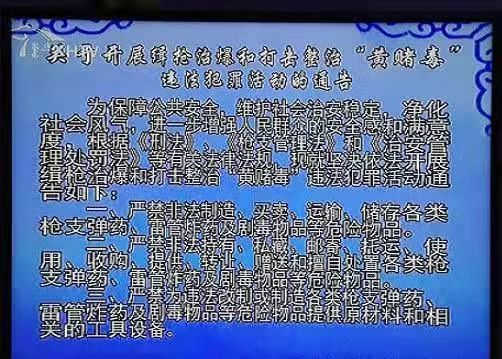 关于开展缉枪治爆和打击整治“黄赌毒”
违法犯罪活动的通告
为保障公共安全，维护社会治安稳定，净化
社会风气，进一步增强人民群众的安全感和满意
度，根据《刑法》、《枪支管理法》和《治安管
理处罚法》等有关法律法规，现就坚决依法开展
缉枪治爆和打击整治“黄赌毒”违法犯罪活动通
告如下：
一、严禁非法制造、买卖、运输、储存各类
枪支弹药、雷管炸药及剧毒物品等危险物品。
二、严禁非法持有、私藏、邮寄、托运、使
用、收购、提供、转让、赠送和擅自处置各类枪
支弹药、雷管炸药及剧毒物品等危险物品。
三、严禁为违法改制或制造各类枪支弹药、
雷管炸药及剧毒物品等危险物品提供原材料和相
关的工具设备。